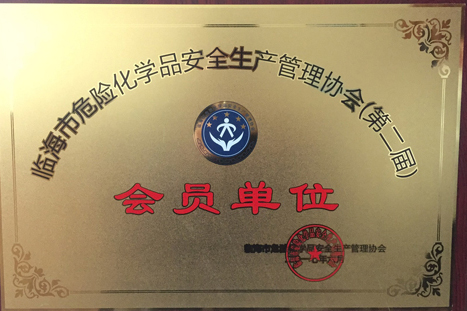 临海市危险化学品安全生产管理协会(第二届)
会员单位
临海市危险化学品安全生产管理协会